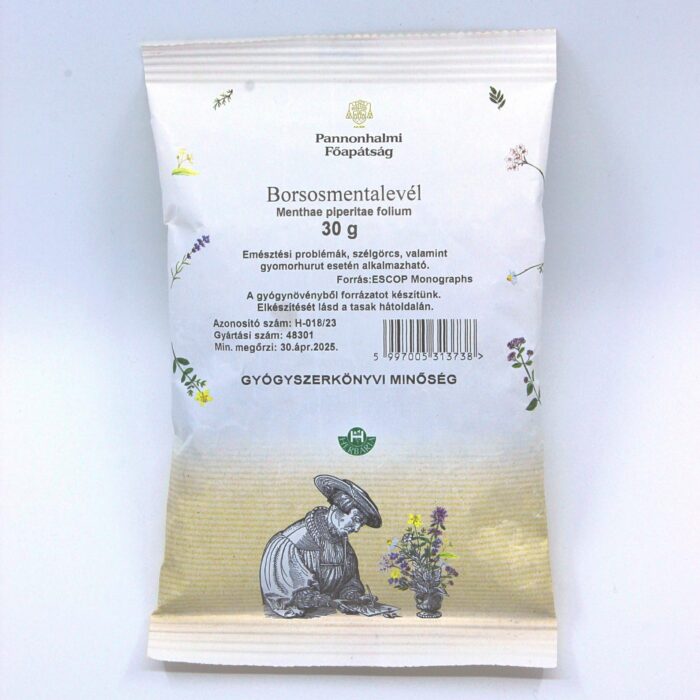 Pannonhalmi
Főapátság
Borsosmentalevél
Menthae piperitae folium
30 g
Emésztési problémák, szélgörcs, valamint
gyomorhurut esetén alkalmazható.
Forrás:ESCOP Monographs
A gyógynövényből forrázatot készítünk.
Elkészítését lásd a tasak hátoldalán.
Azonosító szám: H-018/23
Gyártási szám: 48301
Min. megőrzi: 30.ápr.2025.
5 997005 313738 >
GYÓGYSZERKÖNYVI MINŐSÉG
HERBÁRIA